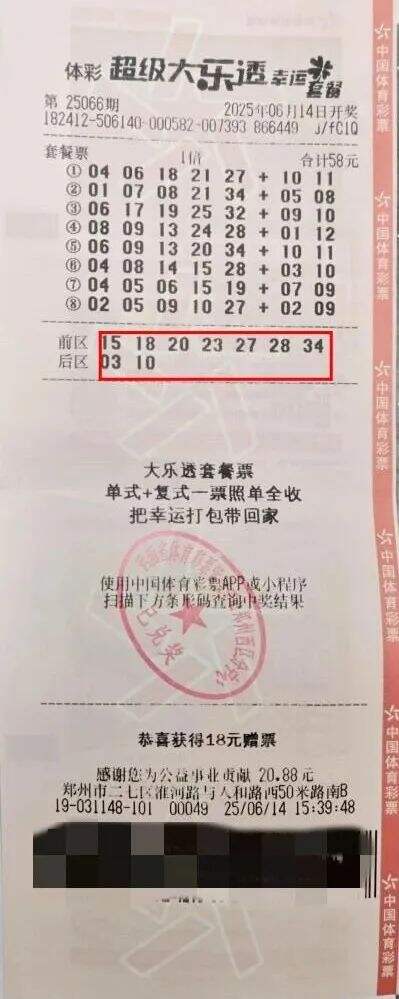 体彩 超级大乐透幸运套餐
第 25066期 2025年06月14日开奖
182412-506140-000582-007393 866449 J/fC1Q
套餐票 1倍 合计58元
① 04 06 18 21 27 + 10 11
② 01 07 08 21 34 + 05 08
③ 06 17 19 25 32 + 09 10
④ 08 09 13 24 28 + 01 12
⑤ 06 09 13 20 34 + 10 11
⑥ 04 08 14 15 28 + 03 10
⑦ 04 05 06 15 19 + 07 09
⑧ 02 05 09 10 27 + 02 09
前区 15 18 20 23 27 28 34
后区 03 10
大乐透套餐票
单式+复式一票照单全收
把幸运打包带回家
使用中国体育彩票APP或小程序
扫描下方条形码查询中奖结果
已兑奖
恭喜获得18元赠票
感谢您为公益事业贡献 20.88元
郑州市二七区淮河路与人和路西50米路南B
19-031148-101 00049 25/06/14 15:39:48
中国体育彩票
中国体育彩票
中国体育彩票
中国体育彩票
中国体育彩票
中国体育彩票